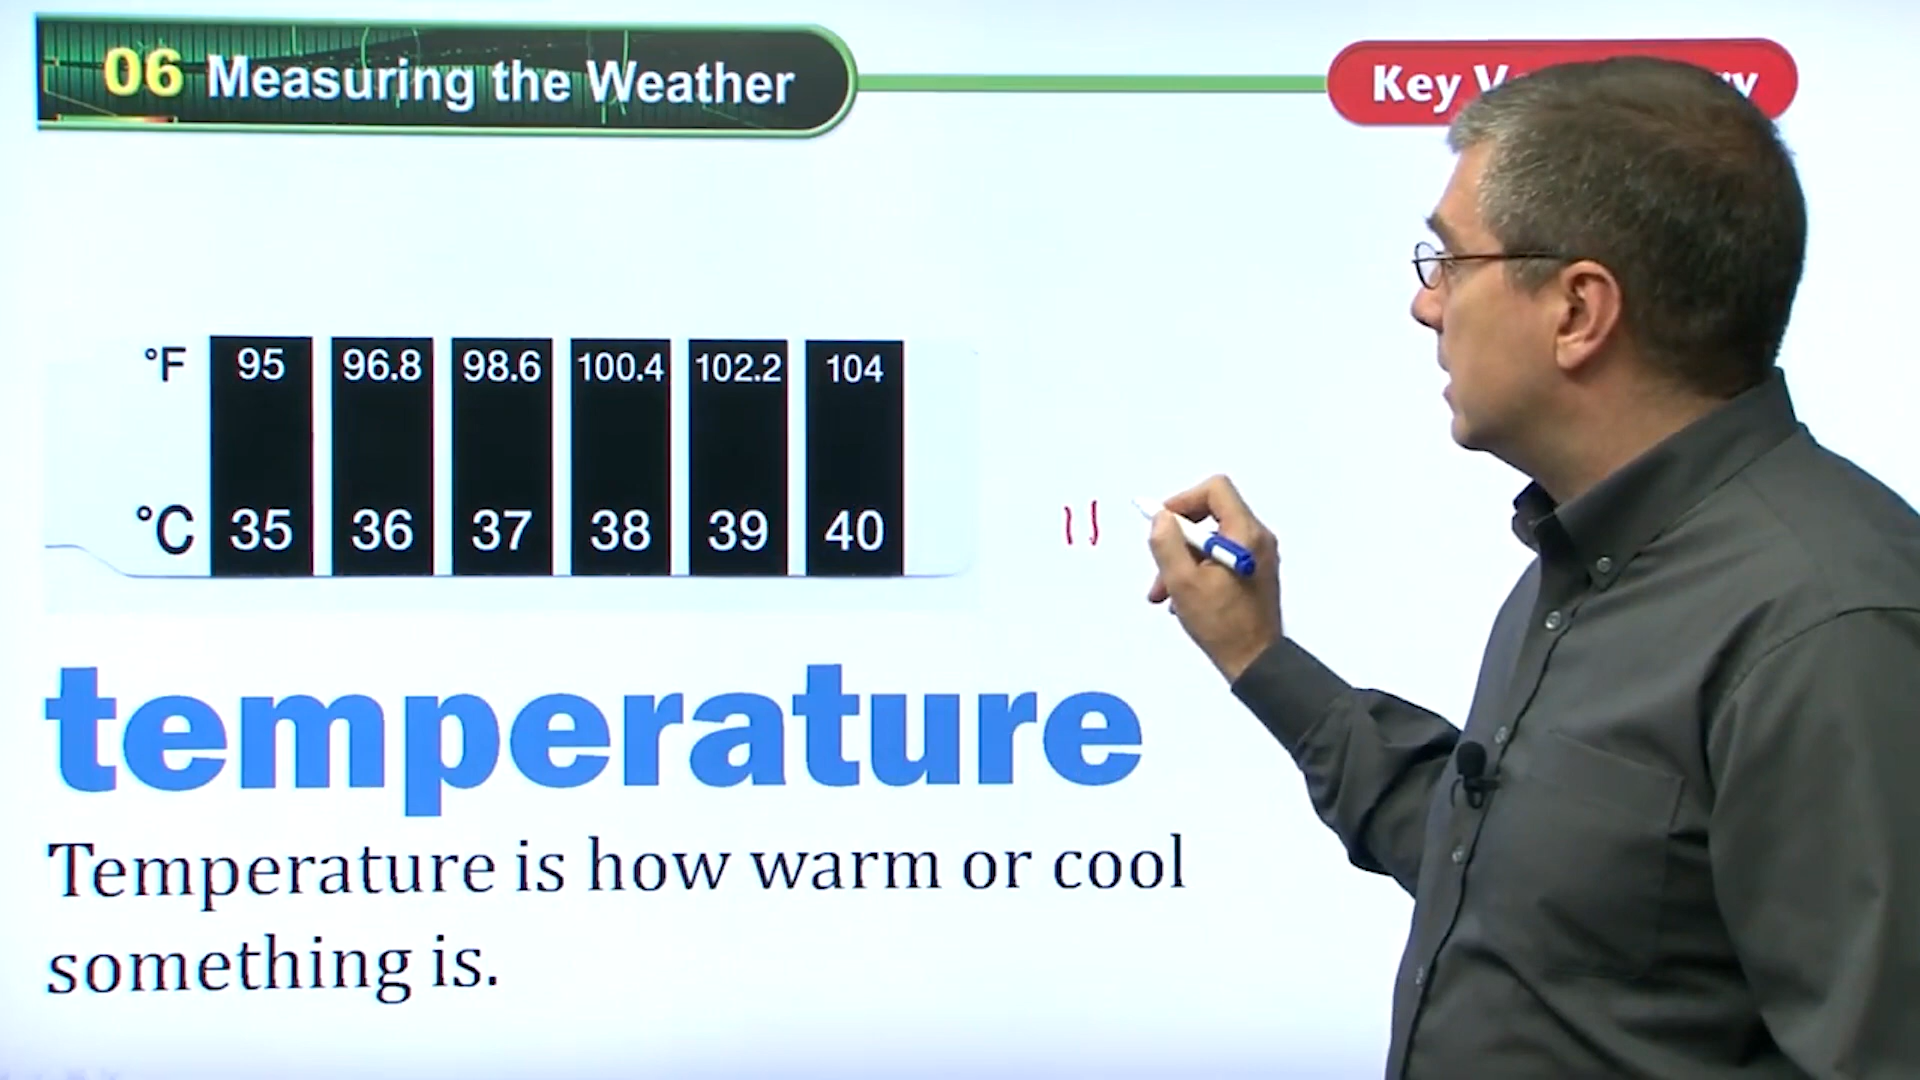 06 Measuring the Weather
Key
°F 95 96.8 98.6 100.4 102.2 104
°C 35 36 37 38 39 40
temperature
Temperature is how warm or cool
something is.